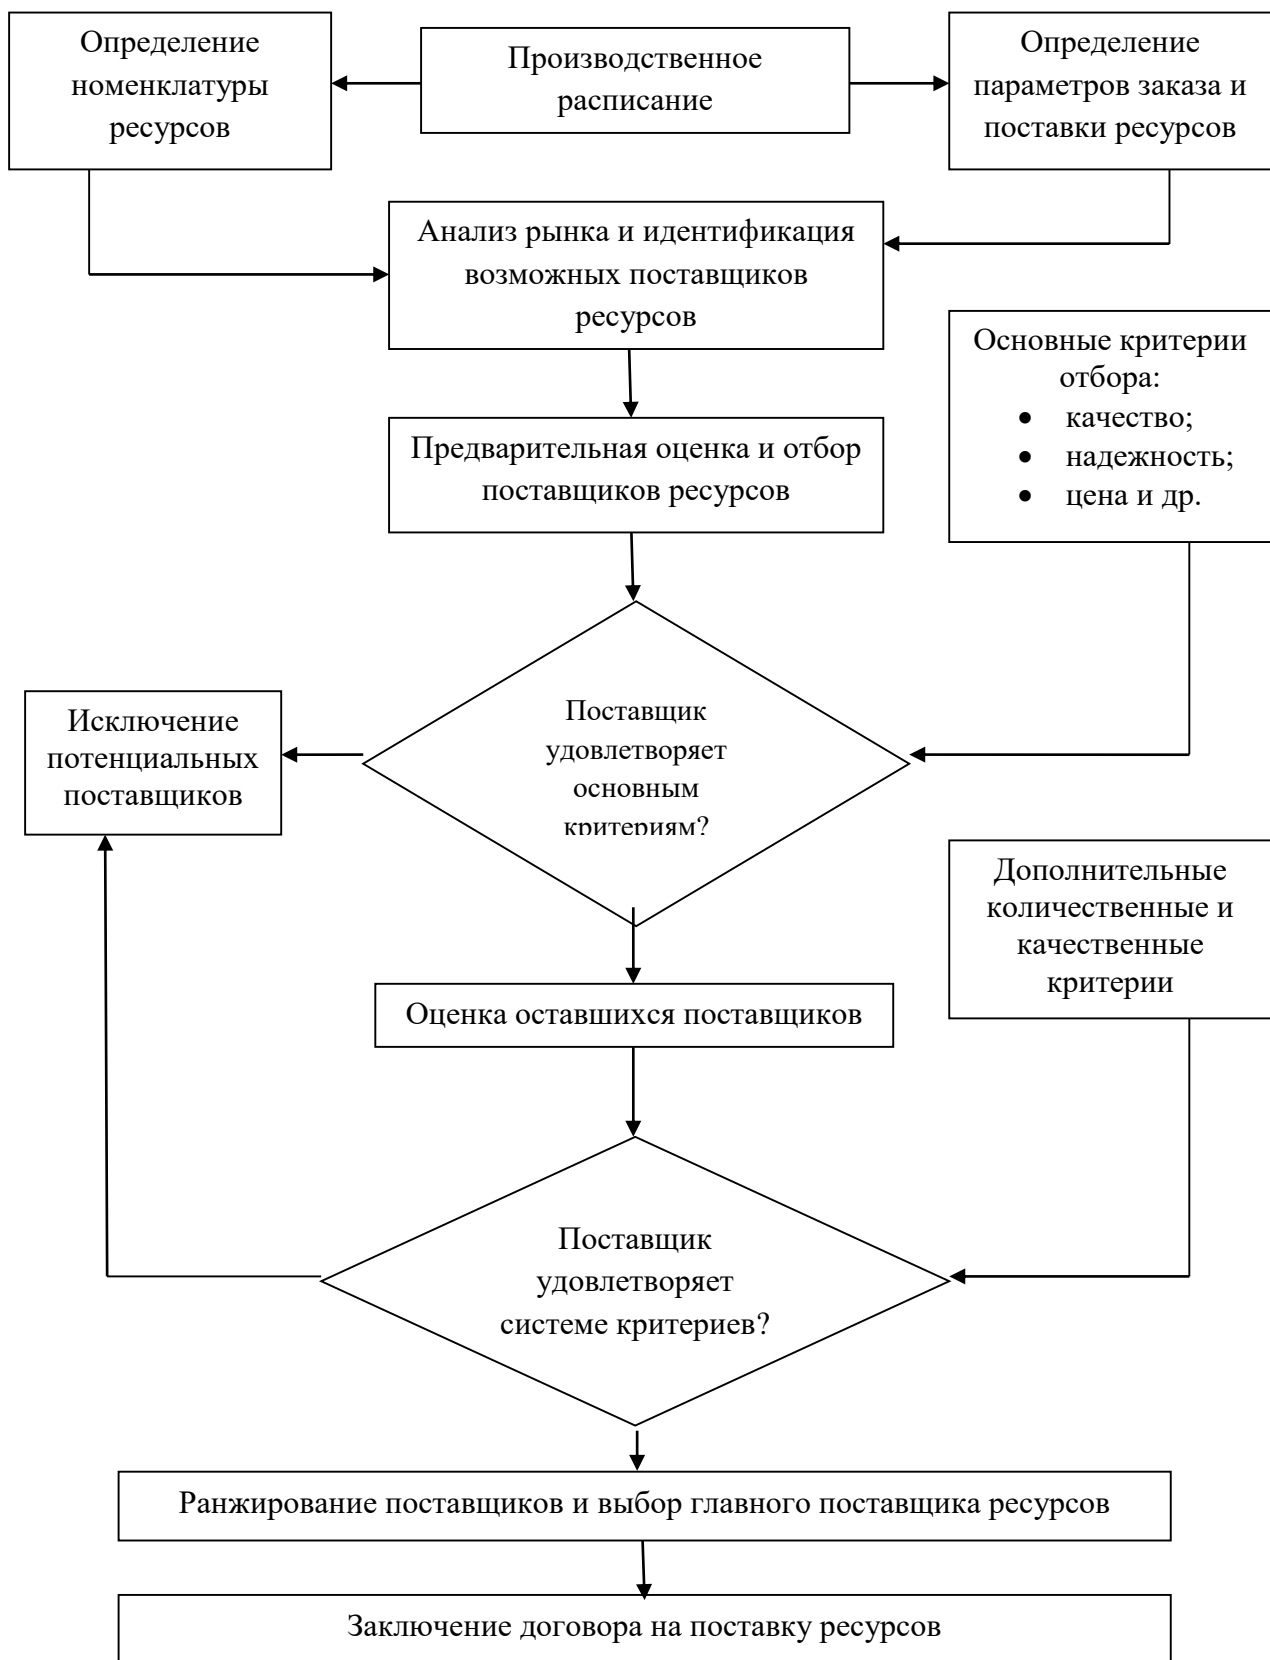 Определение
номенклатуры
ресурсов
Производственное
расписание
Определение
параметров заказа и
поставки ресурсов
Анализ рынка и идентификация
возможных поставщиков
ресурсов
Основные критерии
отбора:
• качество;
• надежность;
• цена и др.
Предварительная оценка и отбор
поставщиков ресурсов
Поставщик
удовлетворяет
основным
критериям?
Исключение
потенциальных
поставщиков
Дополнительные
количественные и
качественные
критерии
Оценка оставшихся поставщиков
Поставщик
удовлетворяет
системе критериев?
Ранжирование поставщиков и выбор главного поставщика ресурсов
Заключение договора на поставку ресурсов